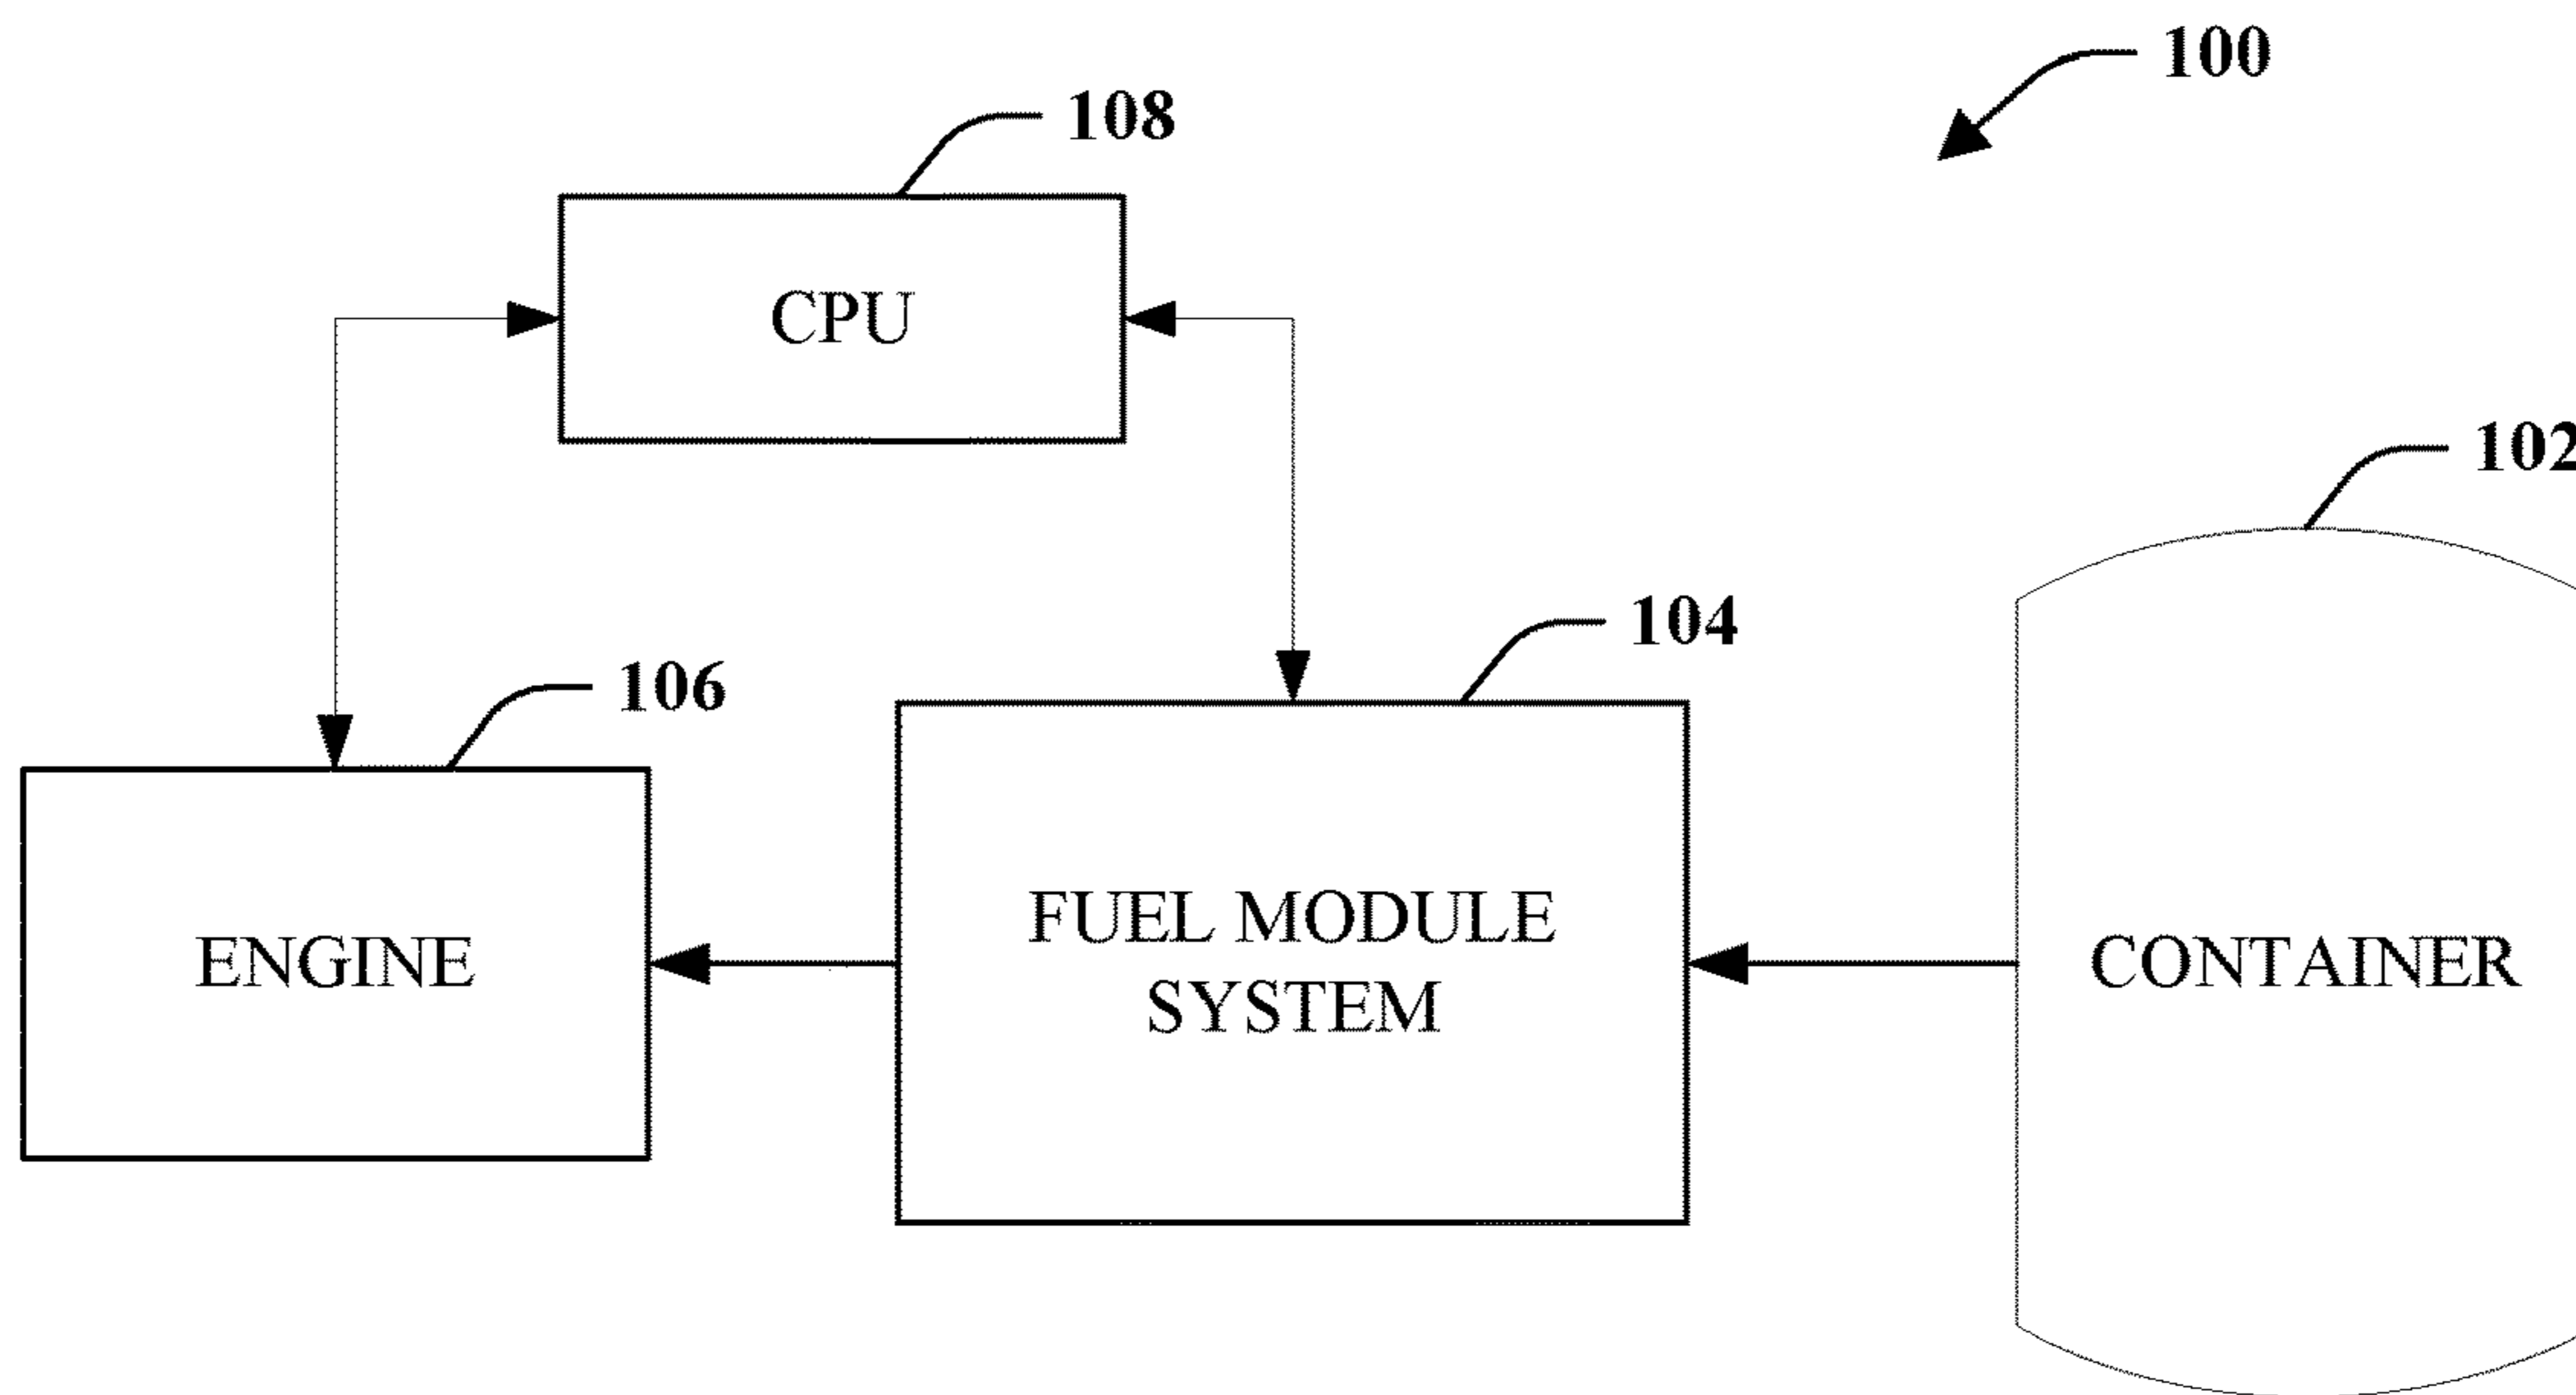 100
108
CPU
102
104
106
FUEL MODULE
SYSTEM
ENGINE
CONTAINER